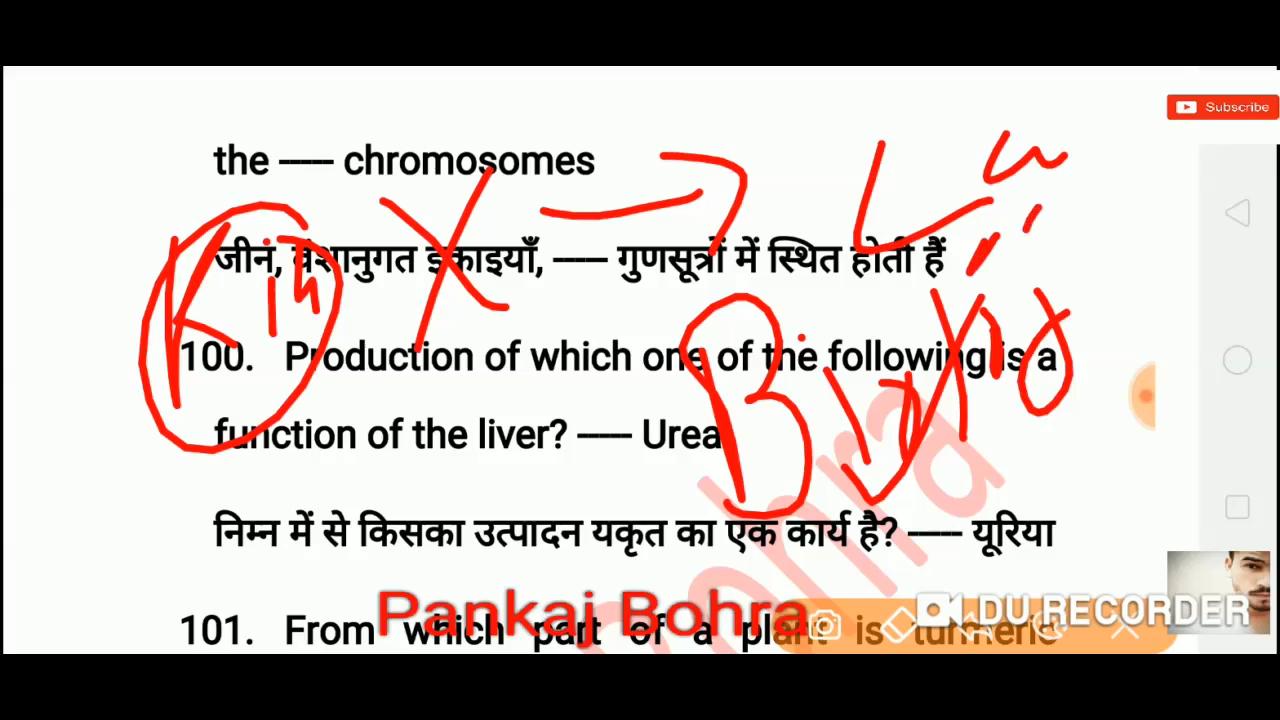 Subscribe
the ----- chromosomes
जीन, वंशानुगत इकाइयाँ, ----- गुणसूत्रों में स्थित होती हैं
100. Production of which one of the following is a
function of the liver? ----- Urea
निम्न में से किसका उत्पादन यकृत का एक कार्य है? ----- यूरिया
Pankaj Bohra
DU RECORDER
101. From which part of a plant is turmeric